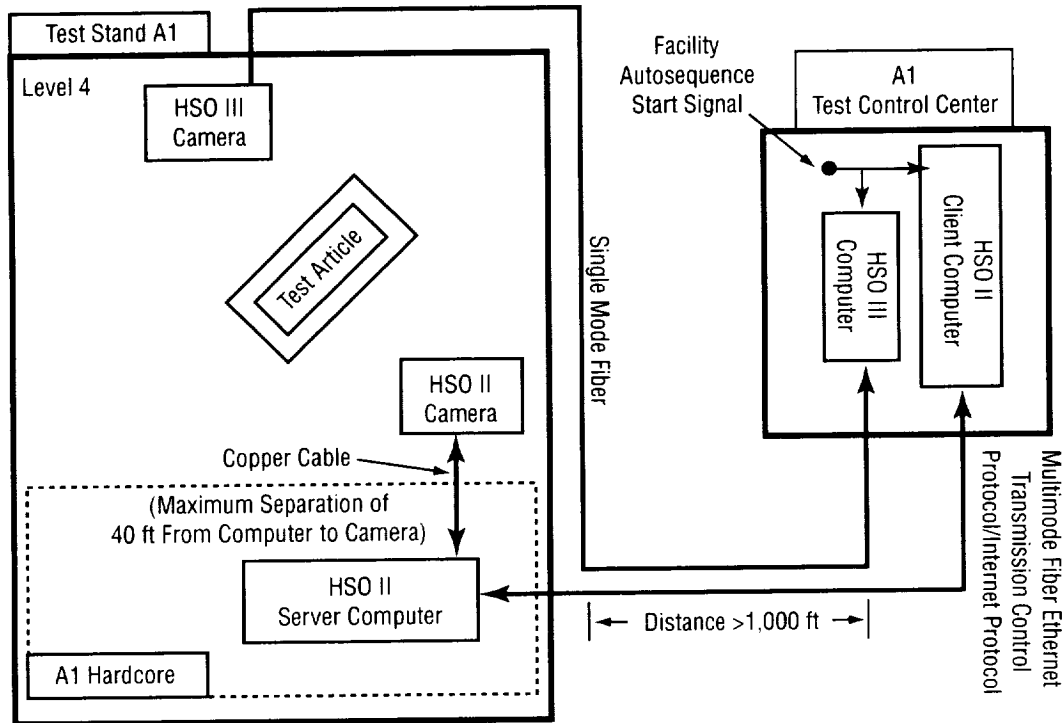 Test Stand A1
Level 4
HSO III
Camera
Test Article
HSO II
Camera
Copper Cable
(Maximum Separation of
40 ft From Computer to Camera)
HSO II
Server Computer
A1 Hardcore
Single Mode Fiber
Distance >1,000 ft
Facility
Autosequence
Start Signal
A1
Test Control Center
HSO III
Computer
HSO II
Client Computer
Multimode Fiber Ethernet
Transmission Control
Protocol/Internet Protocol